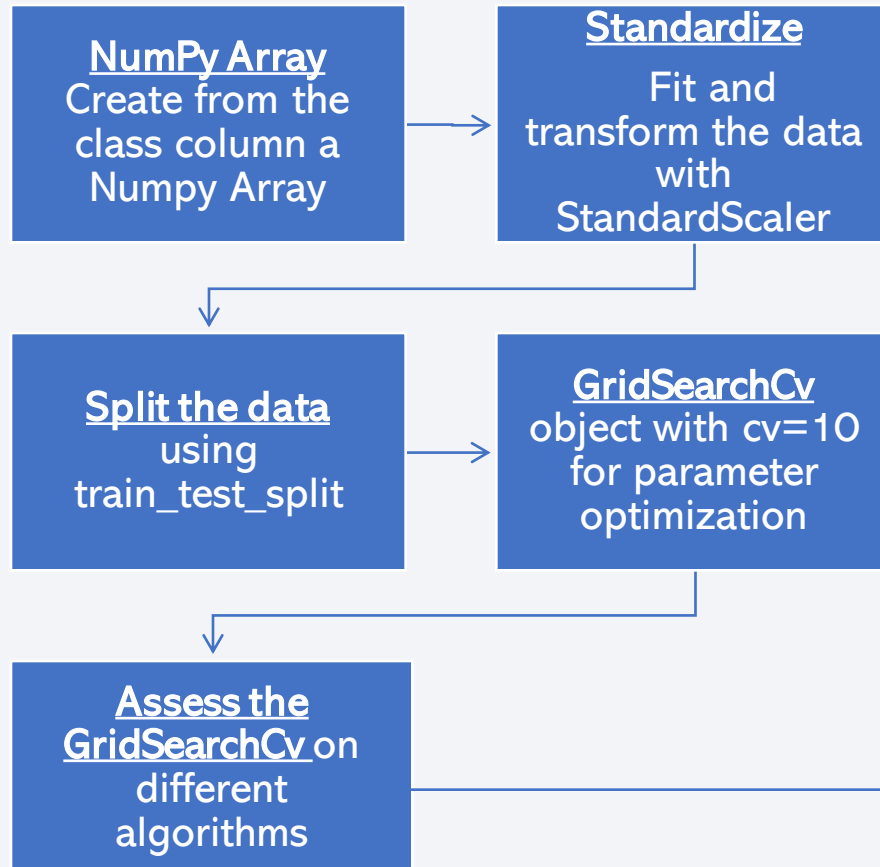 NumPy Array
Create from the
class column a
Numpy Array
Standardize
Fit and
transform the data
with
StandardScaler
Split the data
using
train_test_split
GridSearchCv
object with cv=10
for parameter
optimization
Assess the
GridSearchCv on
different
algorithms